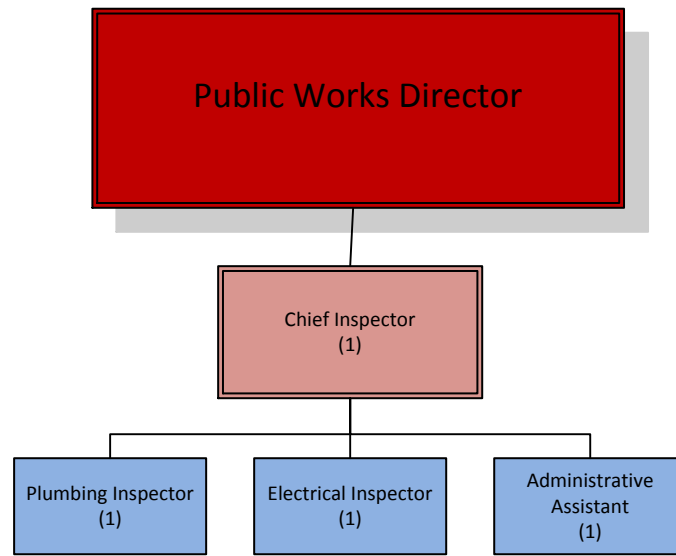 Public Works Director
Chief Inspector
(1)
Plumbing Inspector
(1)
Electrical Inspector
(1)
Administrative
Assistant
(1)